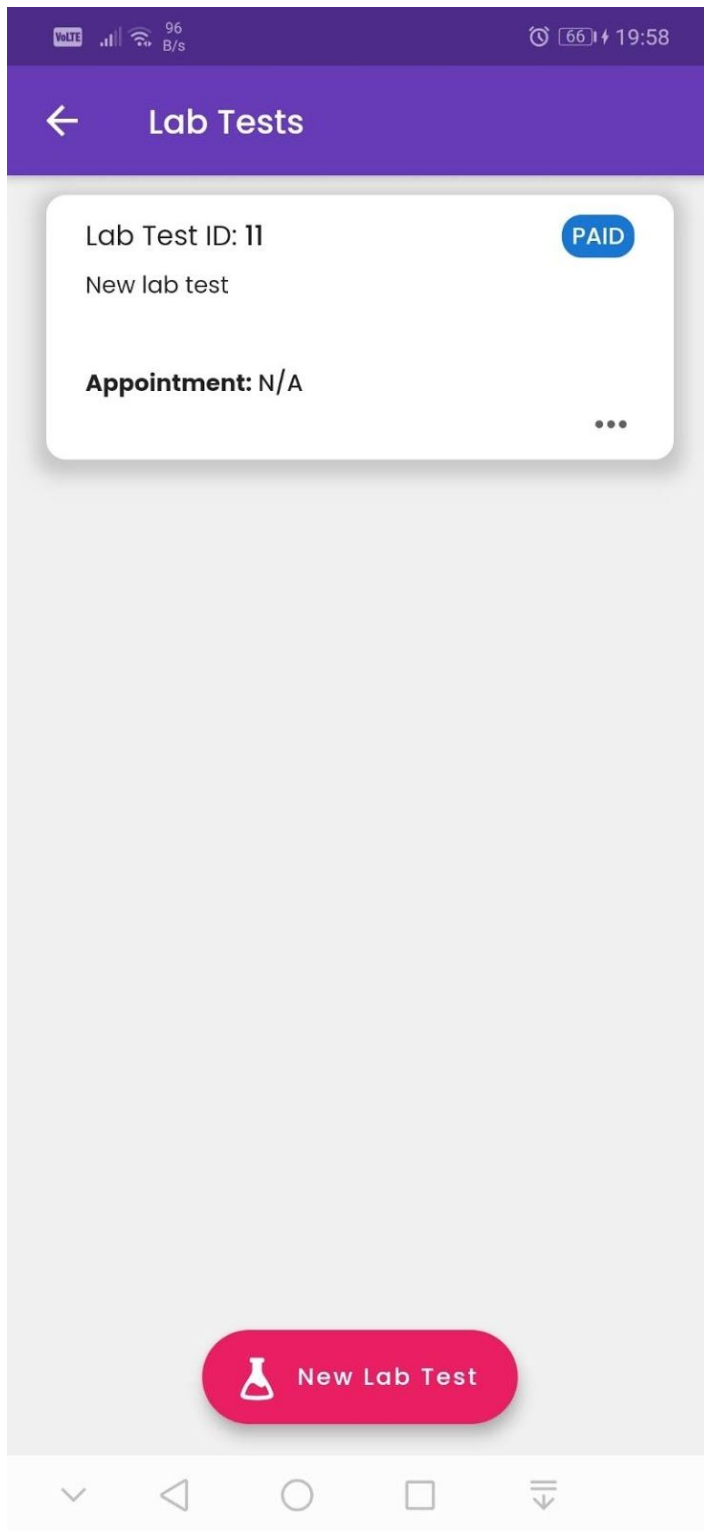 VoLTE 96 B/s 66 19:58
Lab Tests
Lab Test ID: 11 PAID
New lab test
Appointment: N/A
New Lab Test